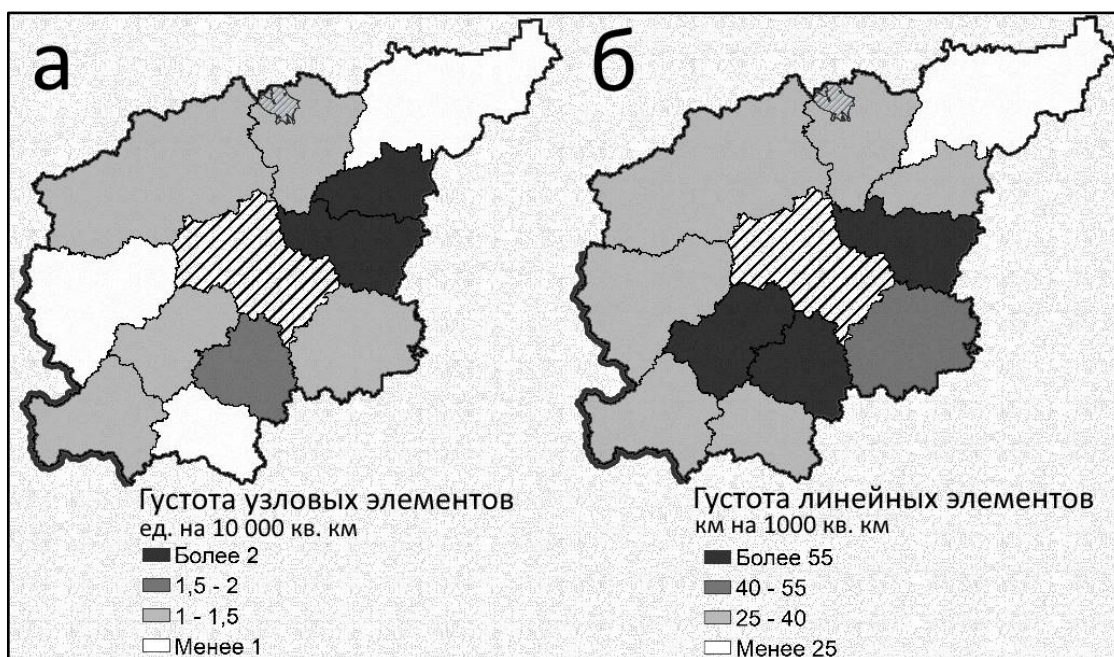 а
Густота узловых элементов
ед. на 10 000 кв. км
Более 2
1,5 - 2
1 - 1,5
Менее 1
б
Густота линейных элементов
км на 1000 кв. км
Более 55
40 - 55
25 - 40
Менее 25